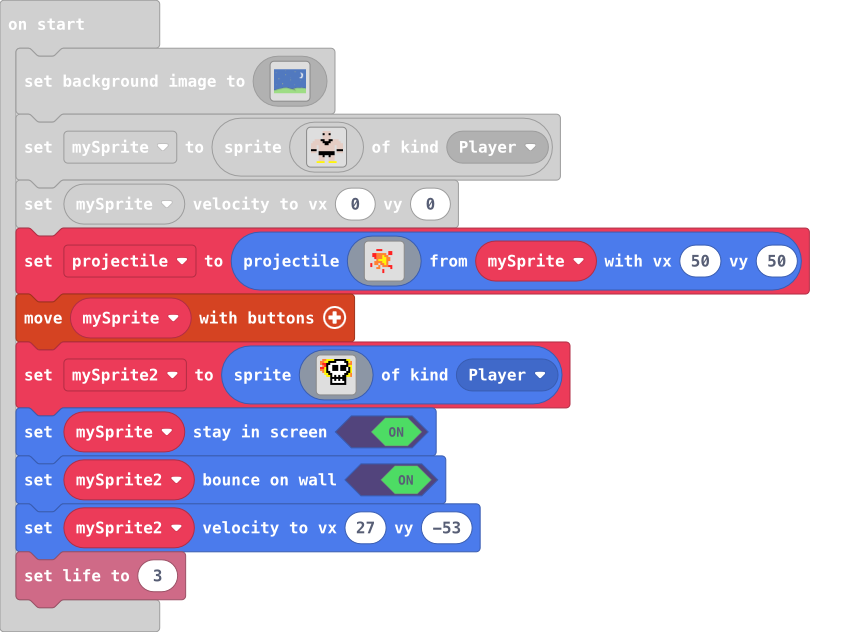 on start
set background image to
set mySprite to sprite of kind Player
set mySprite velocity to vx 0 vy 0
set projectile to projectile from mySprite with vx 50 vy 50
move mySprite with buttons
set mySprite2 to sprite of kind Player
set mySprite stay in screen ON
set mySprite2 bounce on wall ON
set mySprite2 velocity to vx 27 vy -53
set life to 3